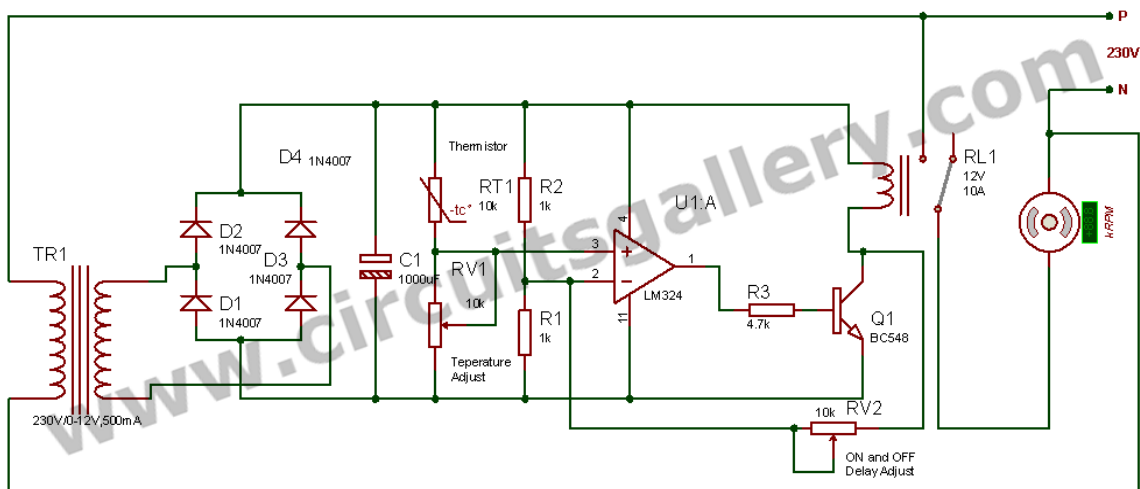 P
230V
N
Thermistor
D4 1N4007
RT1
10k
-tc°
R2
1k
RL1
12V
10A
U1:A
4
D2
1N4007
D3
1N4007
3
2
1
11
LM324
TR1
C1
1000uF
RV1
10k
kRPM
D1
1N4007
R1
1k
R3
4.7k
Q1
BC548
Teperature
Adjust
230V/0-12V,500mA
10k
RV2
ON and OFF
Delay Adjust
www.circuitsgallery.com